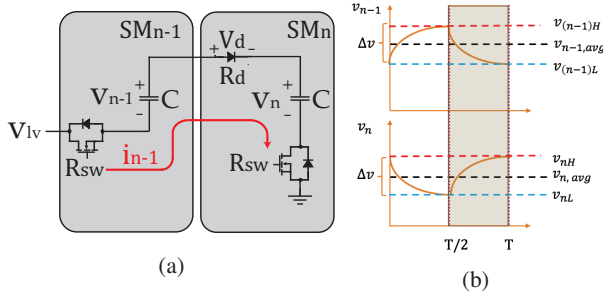 SMn-1
SMn
Vd
+ -
Rd
+
Vn-1
C
-
+
Vn
C
-
Vlv
Rsw
in-1
Rsw
(a)
vn-1
Δv
v(n-1)H
vn-1,avg
v(n-1)L
vn
Δv
vnH
vn, avg
vnL
T/2
T
(b)